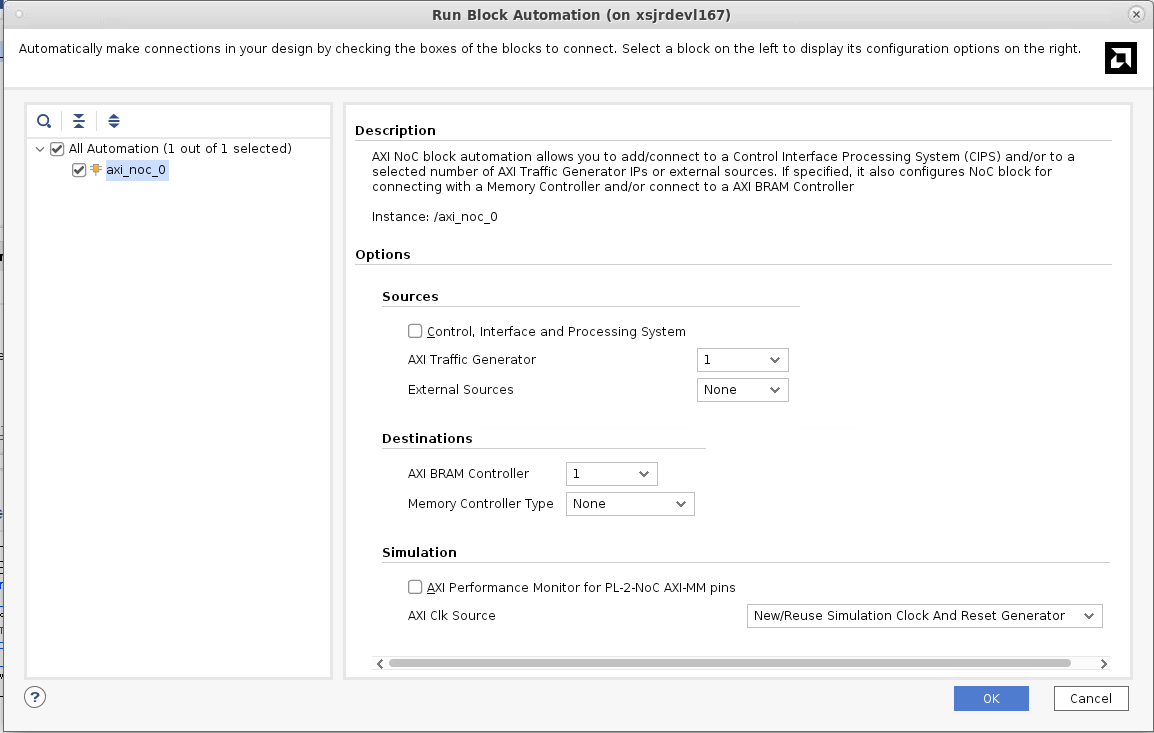 Run Block Automation (on xsjrdevl167)
Automatically make connections in your design by checking the boxes of the blocks to connect. Select a block on the left to display its configuration options on the right.
All Automation (1 out of 1 selected)
axi_noc_0
Description
AXI NoC block automation allows you to add/connect to a Control Interface Processing System (CIPS) and/or to a
selected number of AXI Traffic Generator IPs or external sources. If specified, it also configures NoC block for
connecting with a Memory Controller and/or connect to a AXI BRAM Controller
Instance: /axi_noc_0
Options
Sources
Control, Interface and Processing System
AXI Traffic Generator 1
External Sources None
Destinations
AXI BRAM Controller 1
Memory Controller Type None
Simulation
AXI Performance Monitor for PL-2-NoC AXI-MM pins
AXI Clk Source New/Reuse Simulation Clock And Reset Generator
? OK Cancel